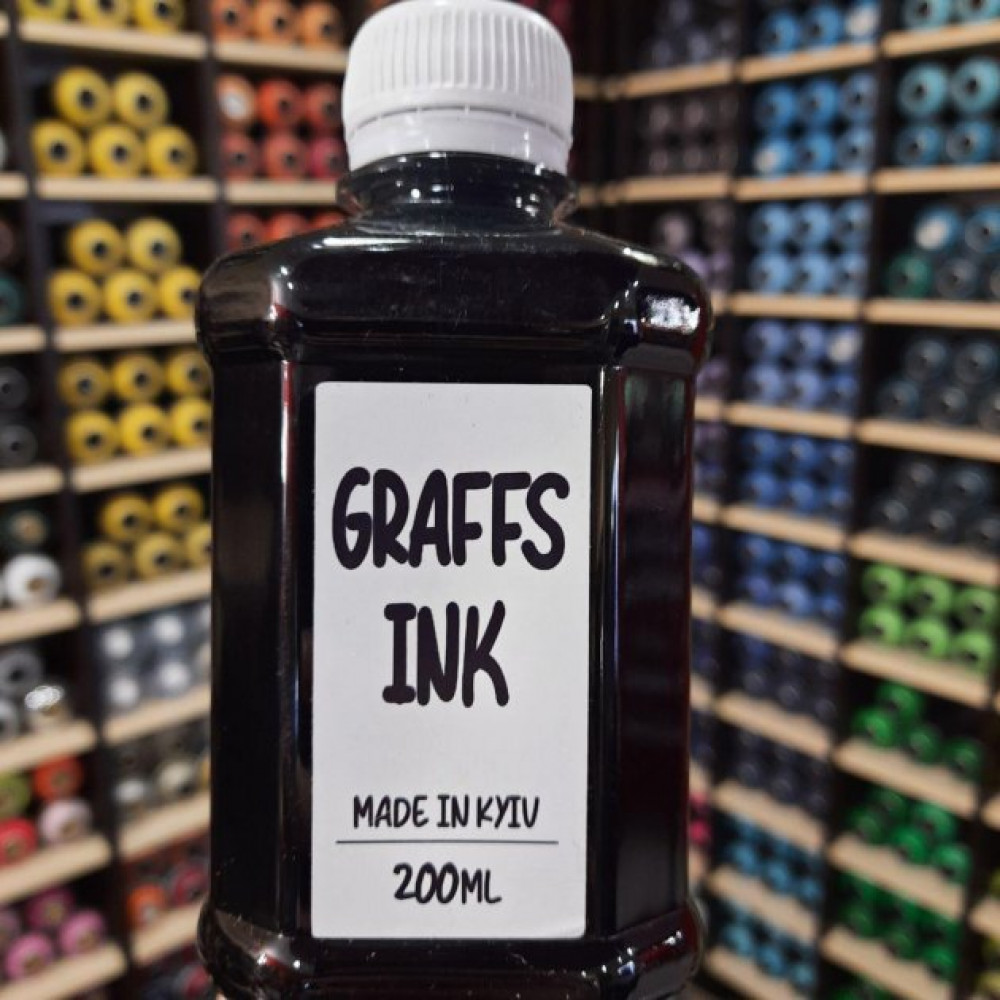 GRAFFS
INK
MADE IN KYIV
200ML